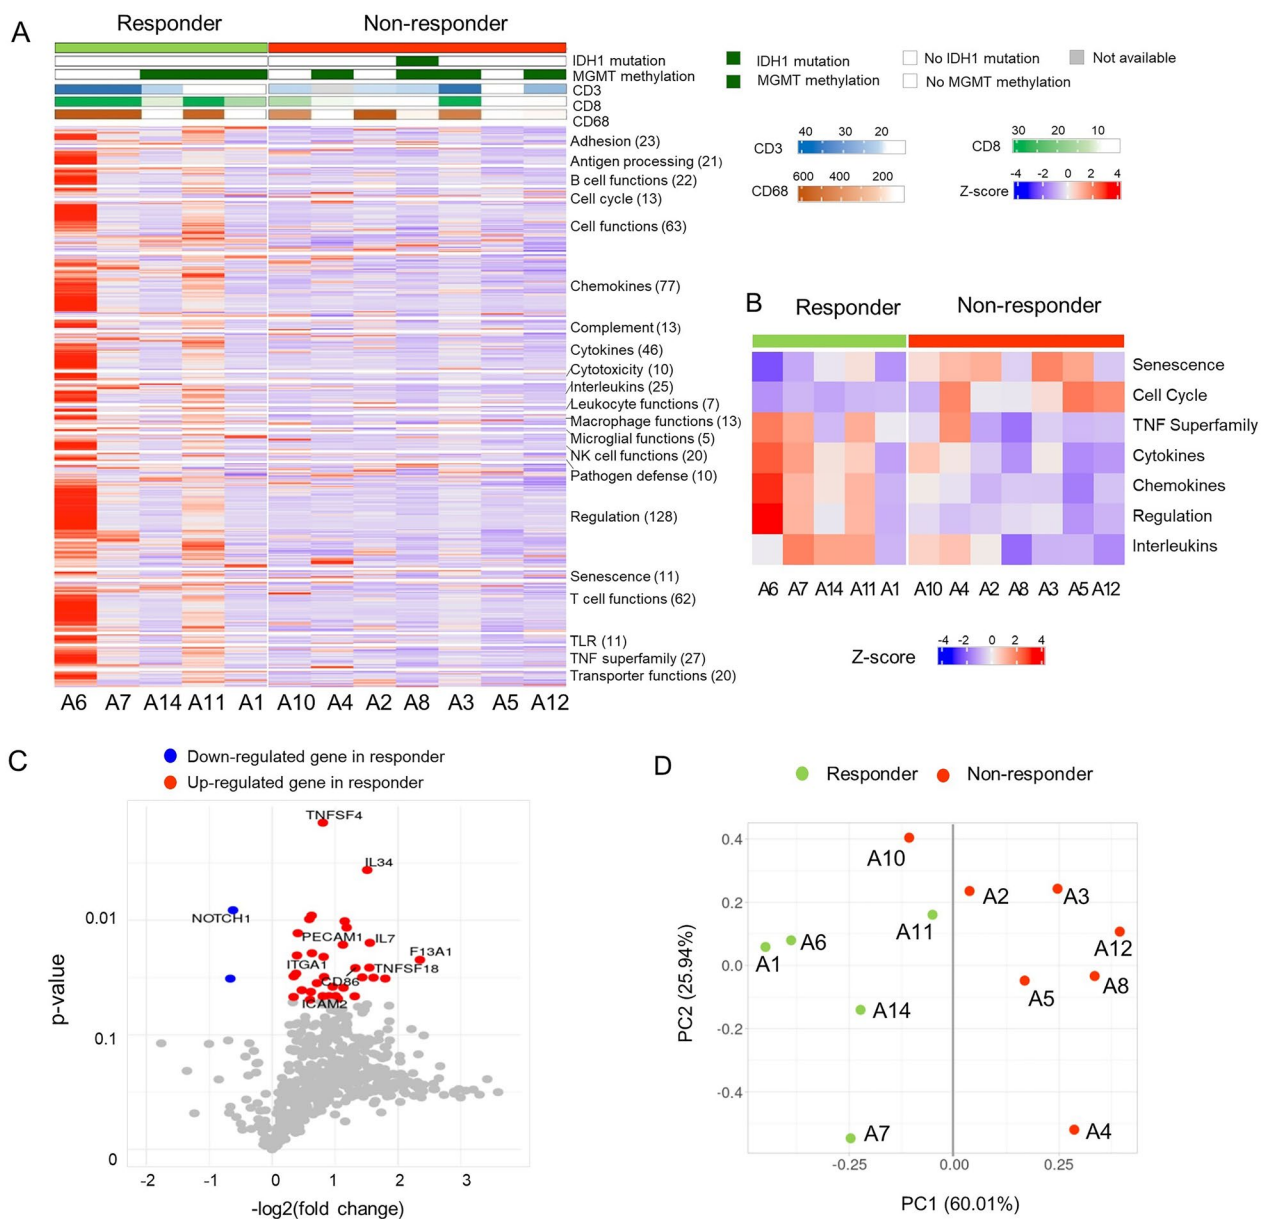 A
Responder
Non-responder
IDH1 mutation
MGMT methylation
CD3
CD8
CD68
Adhesion (23)
Antigen processing (21)
B cell functions (22)
Cell cycle (13)
Cell functions (63)
Chemokines (77)
Complement (13)
Cytokines (46)
Cytotoxicity (10)
Interleukins (25)
Leukocyte functions (7)
Macrophage functions (13)
Microglial functions (5)
NK cell functions (20)
Pathogen defense (10)
Regulation (128)
Senescence (11)
T cell functions (62)
TLR (11)
TNF superfamily (27)
Transporter functions (20)
A6 A7 A14 A11 A1 A10 A4 A2 A8 A3 A5 A12
IDH1 mutation
No IDH1 mutation
Not available
MGMT methylation
No MGMT methylation
40 30 20
CD3
30 20 10
CD8
600 400 200
CD68
-4 -2 0 2 4
Z-score
B
Responder
Non-responder
Senescence
Cell Cycle
TNF Superfamily
Cytokines
Chemokines
Regulation
Interleukins
A6 A7 A14 A11 A1 A10 A4 A2 A8 A3 A5 A12
-4 -2 0 2 4
Z-score
C
Down-regulated gene in responder
Up-regulated gene in responder
TNFSF4
IL34
NOTCH1
PECAM1
IL7
F13A1
ITGA1
TNFSF18
CD86
ICAM2
0.01
0.1
0
p-value
-2 -1 0 1 2 3
-log2(fold change)
D
Responder
Non-responder
A10
A2
A3
A11
A12
A6
A1
A8
A5
A14
A7
A4
0.4
0.2
0.0
-0.2
-0.4
PC2 (25.94%)
-0.25 0.00 0.25
PC1 (60.01%)